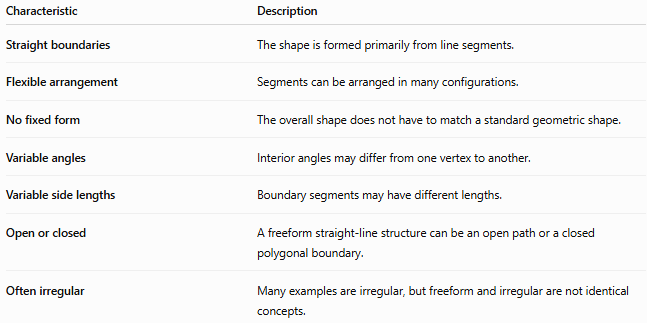 Characteristic Description
Straight boundaries The shape is formed primarily from line segments.
Flexible arrangement Segments can be arranged in many configurations.
No fixed form The overall shape does not have to match a standard geometric shape.
Variable angles Interior angles may differ from one vertex to another.
Variable side lengths Boundary segments may have different lengths.
Open or closed A freeform straight-line structure can be an open path or a closed
polygonal boundary.
Often irregular Many examples are irregular, but freeform and irregular are not identical
concepts.